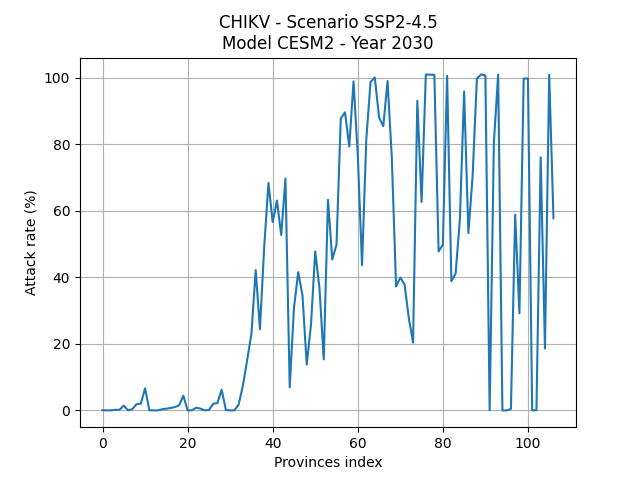 CHIKV - Scenario SSP2-4.5
Model CESM2 - Year 2030
Attack rate (%)
100
80
60
40
20
0
0 20 40 60 80 100
Provinces index